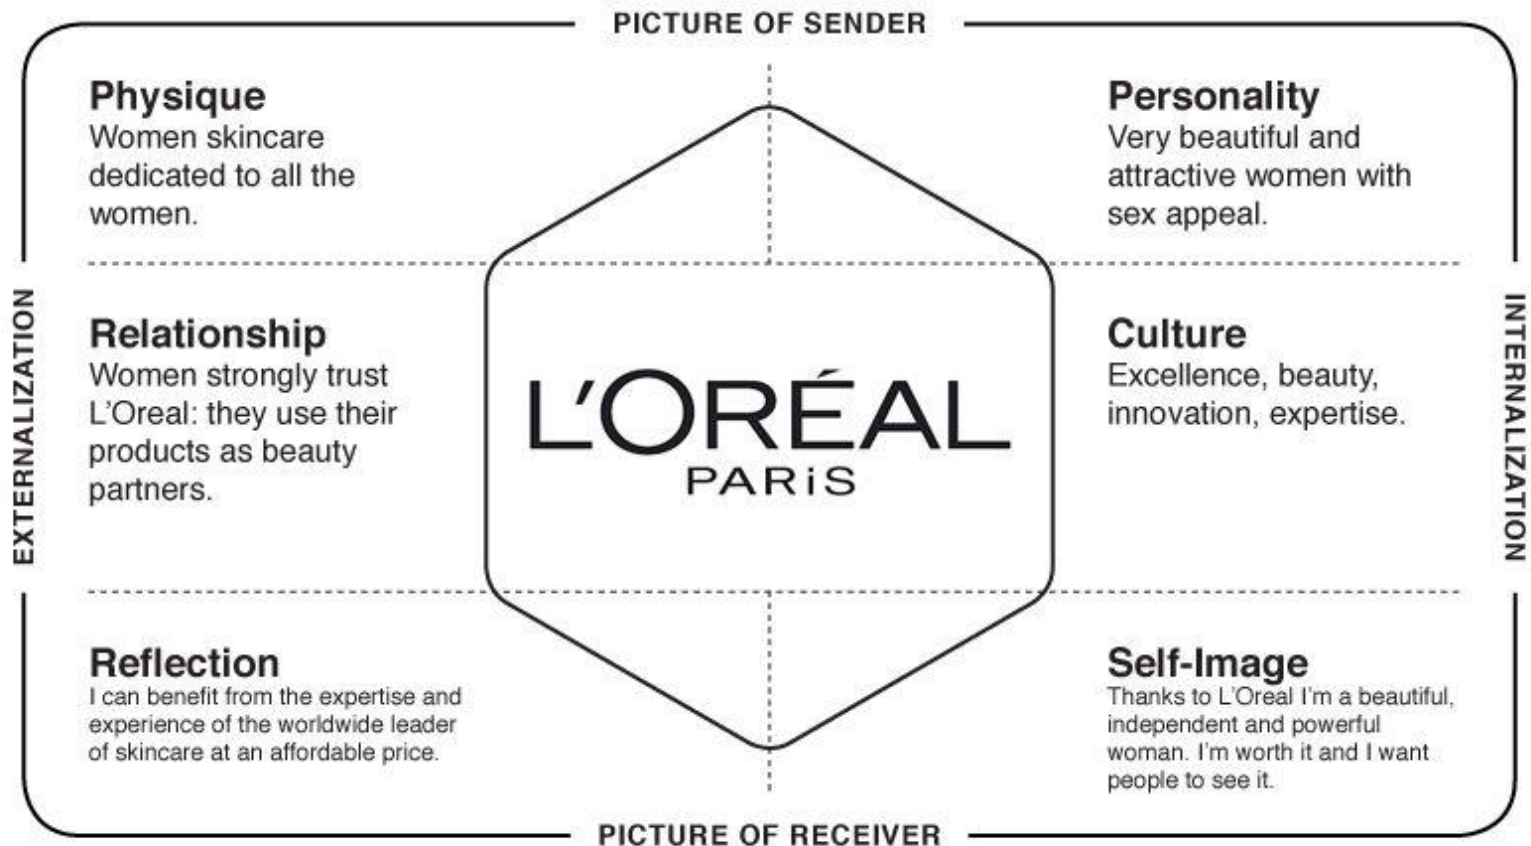 PICTURE OF SENDER
Physique
Women skincare
dedicated to all the
women.
Personality
Very beautiful and
attractive women with
sex appeal.
EXTERNALIZATION
Relationship
Women strongly trust
L'Oreal: they use their
products as beauty
partners.
L'ORÉAL
PARiS
Culture
Excellence, beauty,
innovation, expertise.
INTERNALIZATION
Reflection
I can benefit from the expertise and
experience of the worldwide leader
of skincare at an affordable price.
Self-Image
Thanks to L'Oreal I'm a beautiful,
independent and powerful
woman. I'm worth it and I want
people to see it.
PICTURE OF RECEIVER